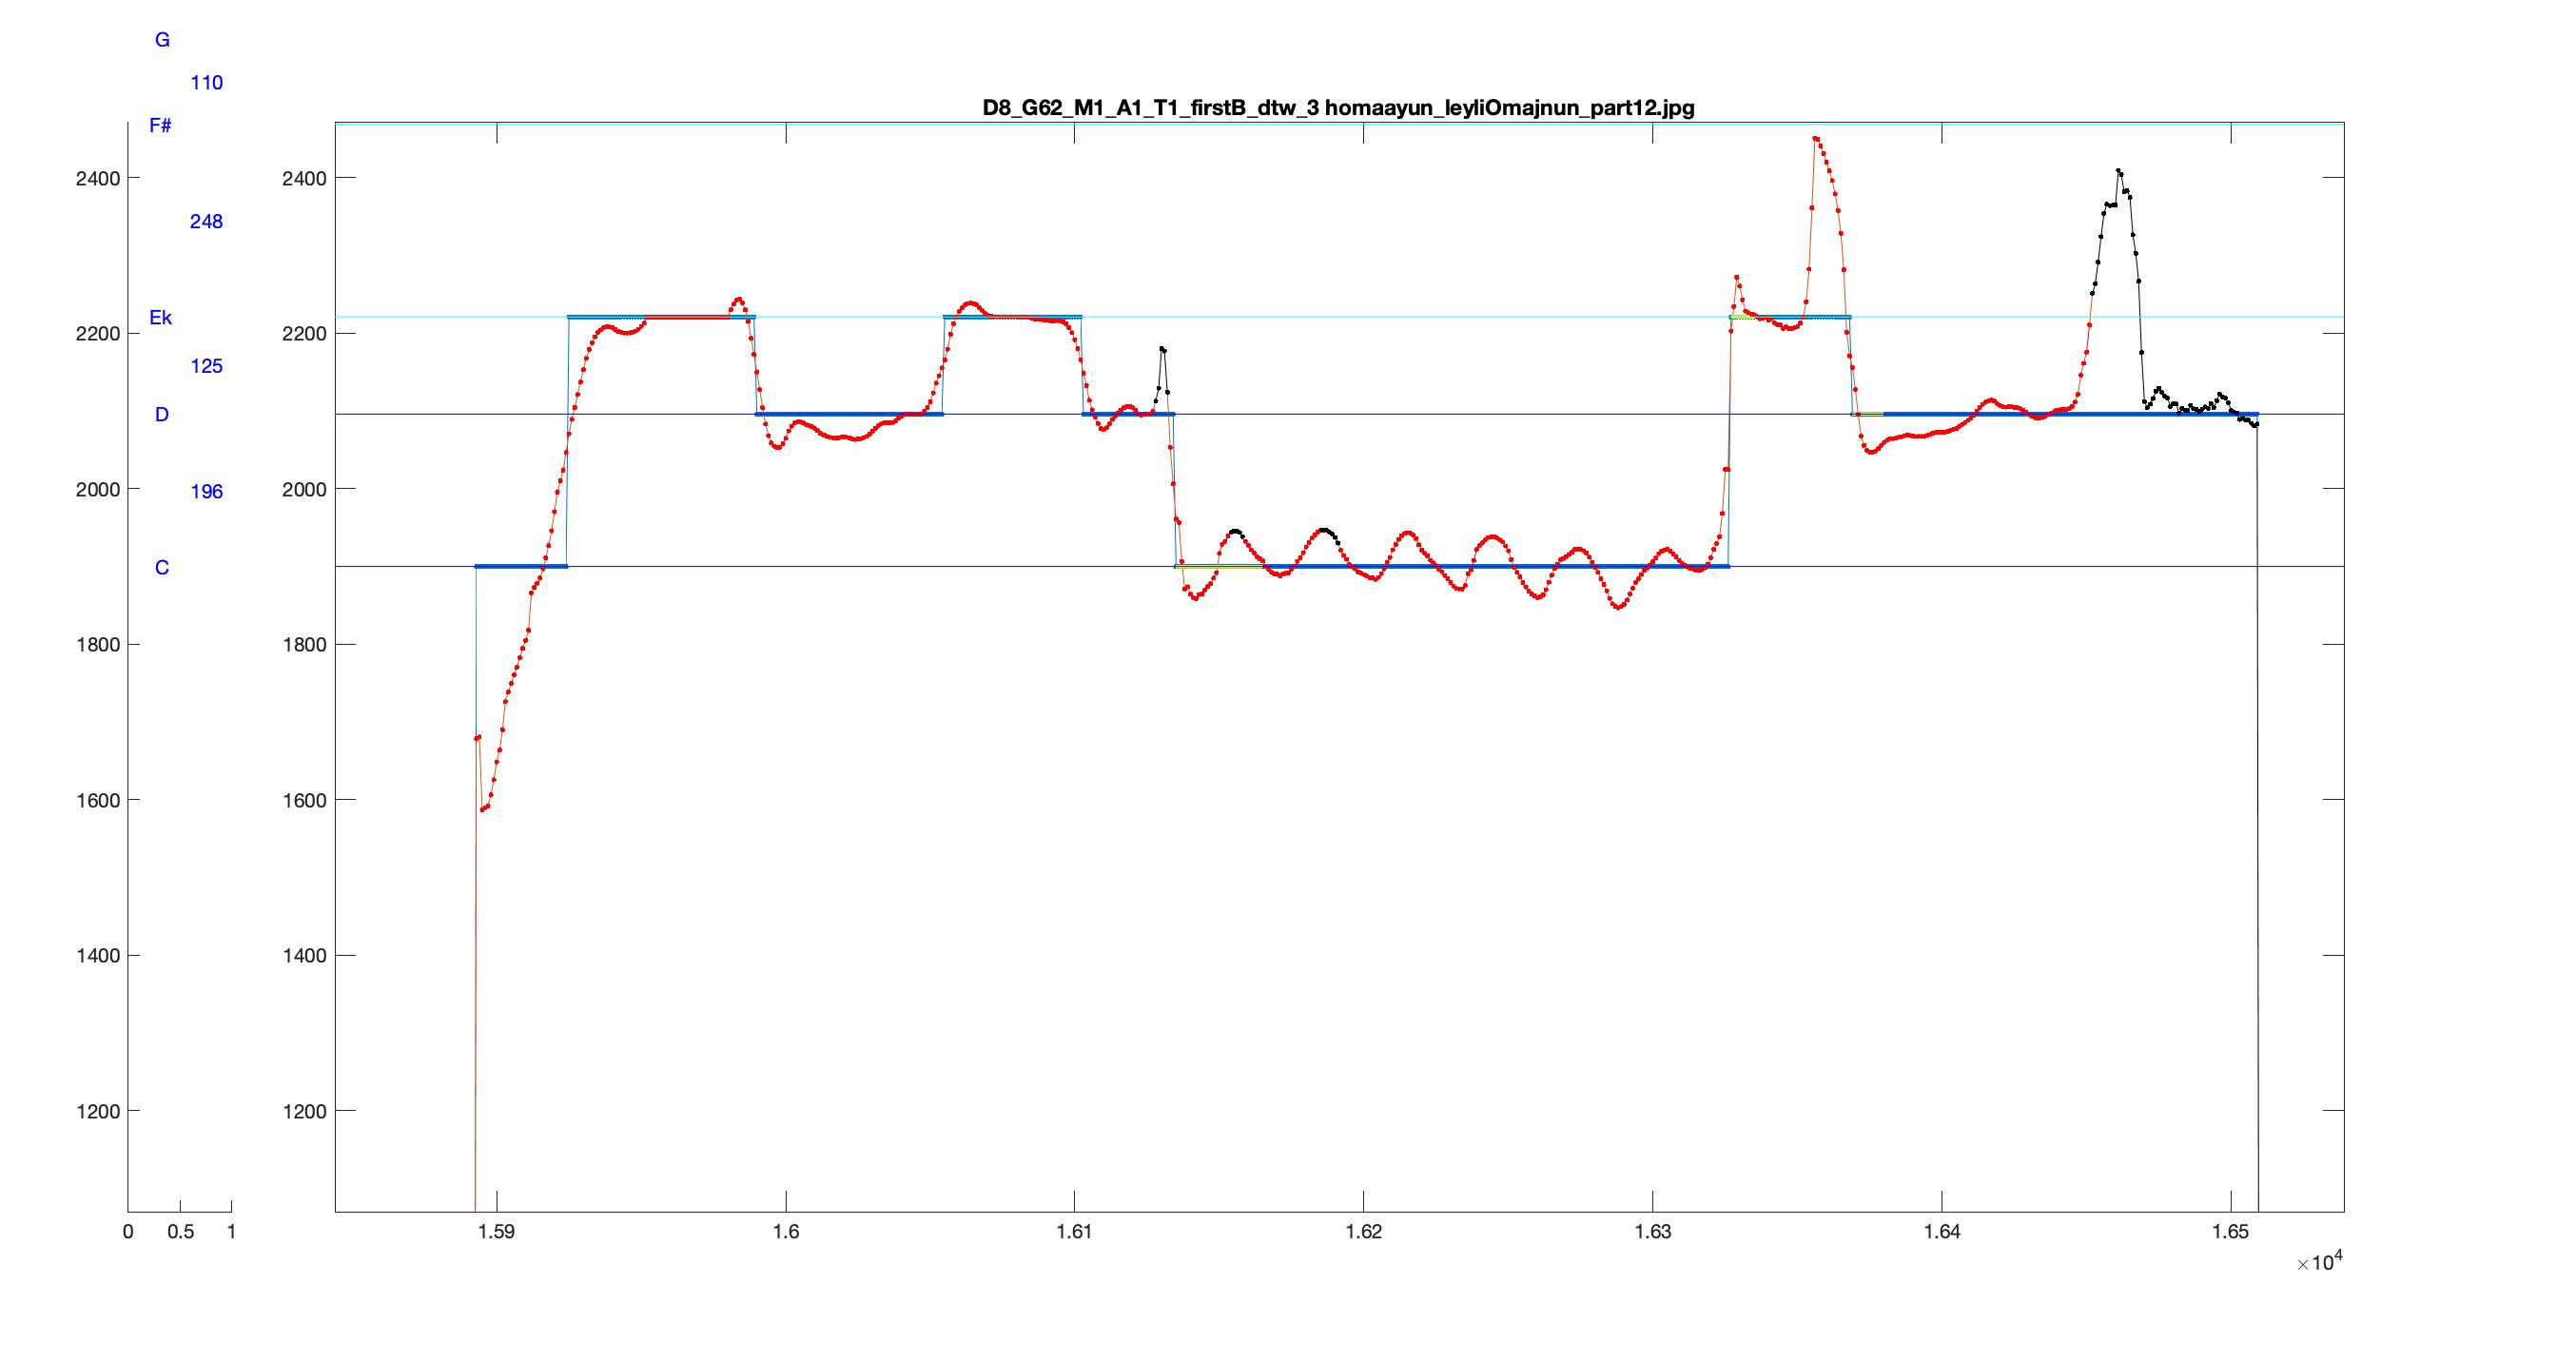 G
110
D8_G62_M1_A1_T1_firstB_dtw_3 homaayun_leyliOmajnun_part12.jpg
F#
2400 2400
248
Ek
2200 2200
125
D
2000 196 2000
C
1800 1800
1600 1600
1400 1400
1200 1200
0 0.5 1 1.59 1.6 1.61 1.62 1.63 1.64 1.65
×10⁴